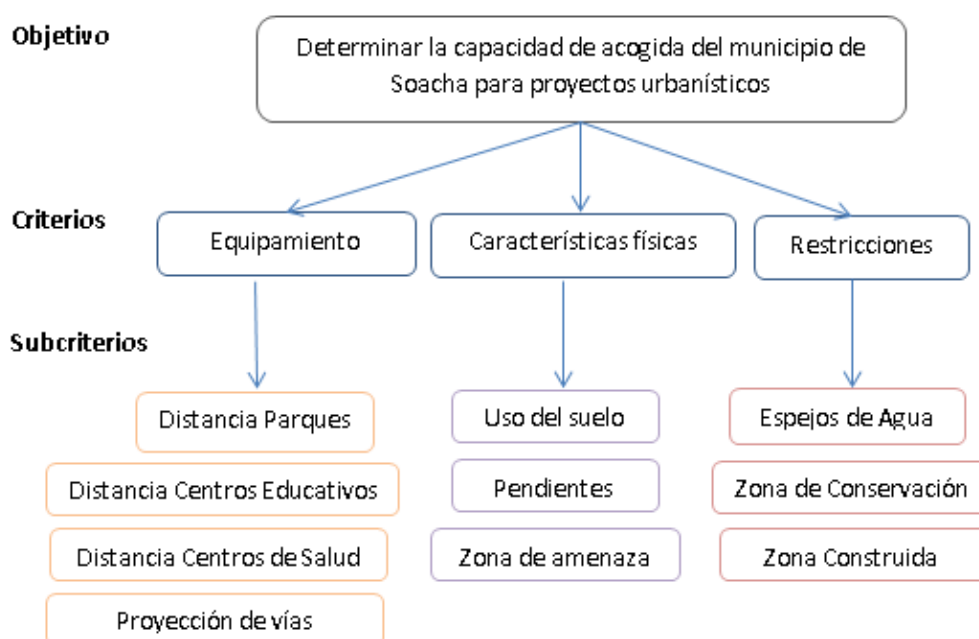 Objetivo
Determinar la capacidad de acogida del municipio de
Soacha para proyectos urbanísticos
Criterios
Equipamiento
Característícas físicas
Restricciones
Subcriterios
Distancia Parques
Uso del suelo
Espejos de Agua
Distancia Centros Educativos
Pendientes
Zona de Conservación
Distancia Centros de Salud
Zona de amenaza
Zona Construida
Proyección de vías